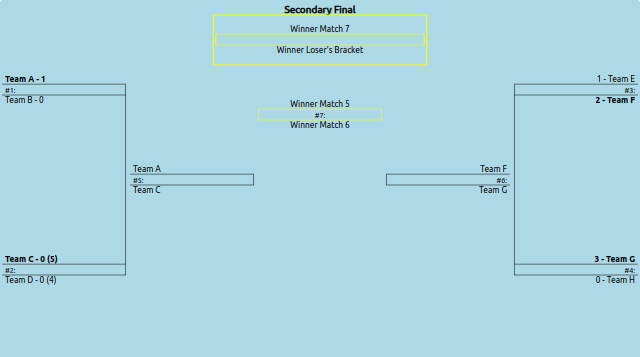 Secondary Final
Winner Match 7
Winner Loser's Bracket
Team A - 1
#1:
Team B - 0
1 - Team E
#3:
2 - Team F
Winner Match 5
#7:
Winner Match 6
Team A
#5:
Team C
Team F
#6:
Team G
Team C - 0 (5)
#2:
Team D - 0 (4)
3 - Team G
#4:
0 - Team H